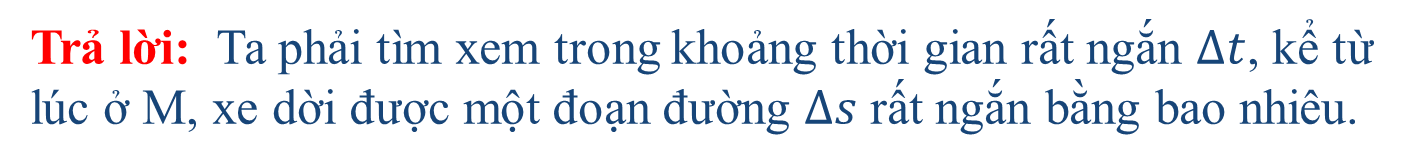 Trả lời: Ta phải tìm xem trong khoảng thời gian rất ngắn Δt, kể từ
lúc ở M, xe dời được một đoạn đường Δs rất ngắn bằng bao nhiêu.